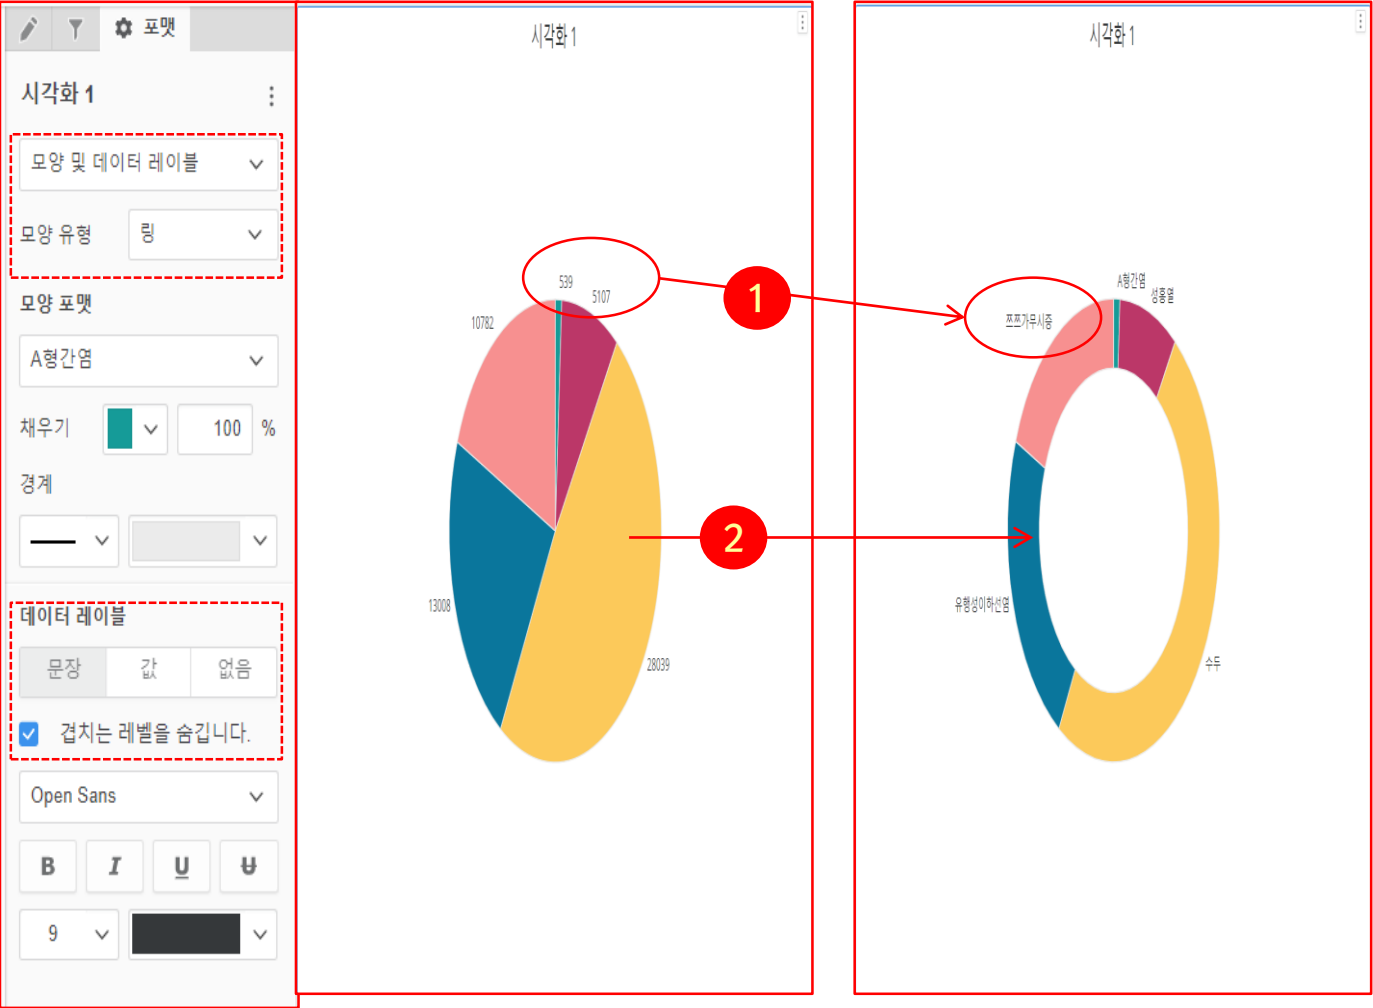 포맷
시각화 1
모양 및 데이터 레이블
모양 유형 링
모양 포맷
A형간염
채우기 100 %
경계
데이터 레이블
문장 값 없음
겹치는 레벨을 숨깁니다.
Open Sans
B I U U
9
시각화 1
539
5107
10782
13008
28039
1
2
시각화 1
A형간염
성홍열
쯔쯔가무시증
유행성이하선염
수두